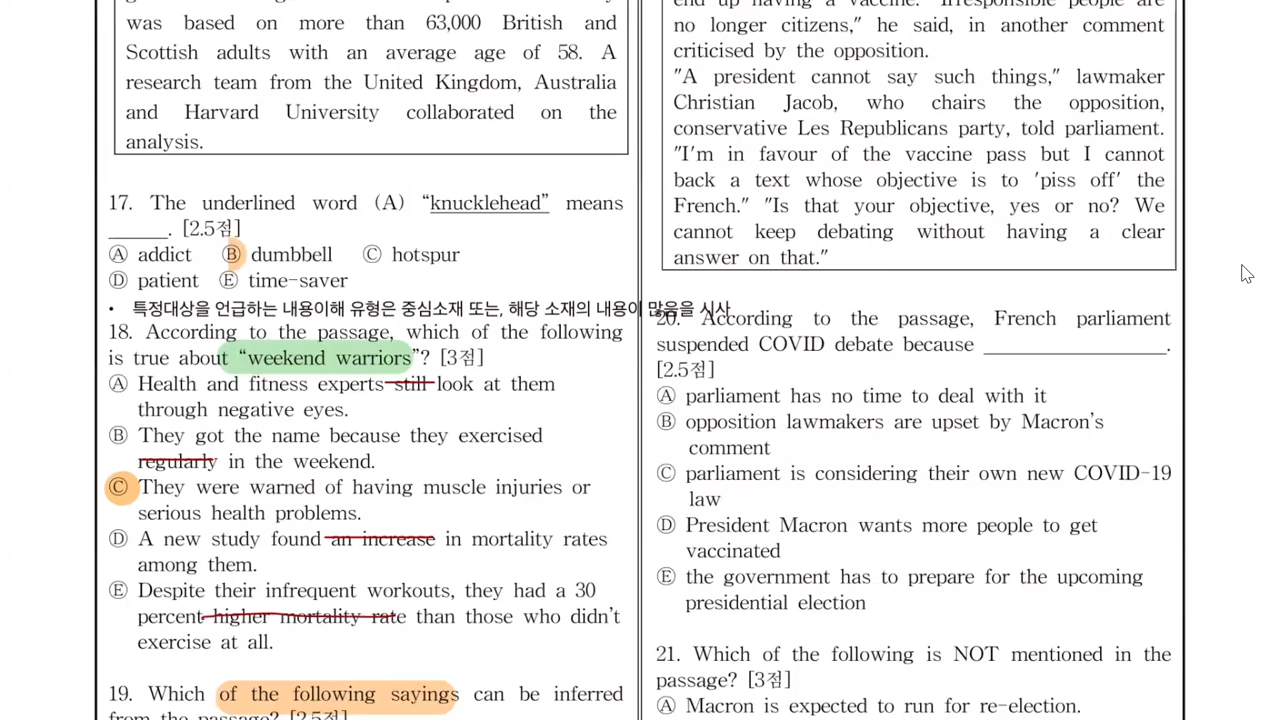 was based on more than 63,000 British and
Scottish adults with an average age of 58. A
research team from the United Kingdom, Australia
and Harvard University collaborated on the
analysis.
17. The underlined word (A) “knucklehead” means
______. [2.5점]
Ⓐ addict Ⓑ dumbbell Ⓒ hotspur
Ⓓ patient Ⓔ time-saver
• 특정대상을 언급하는 내용이해 유형은 중심소재 또는, 해당 소재의 내용이 많음을 시사
18. According to the passage, which of the following
is true about “weekend warriors”? [3점]
Ⓐ Health and fitness experts still look at them
through negative eyes.
Ⓑ They got the name because they exercised
regularly in the weekend.
Ⓒ They were warned of having muscle injuries or
serious health problems.
Ⓓ A new study found an increase in mortality rates
among them.
Ⓔ Despite their infrequent workouts, they had a 30
percent higher mortality rate than those who didn’t
exercise at all.
19. Which of the following sayings can be inferred
from the passage? [2.5점]
end up having a vaccine. "Irresponsible people are
no longer citizens," he said, in another comment
criticised by the opposition.
"A president cannot say such things," lawmaker
Christian Jacob, who chairs the opposition,
conservative Les Republicans party, told parliament.
"I'm in favour of the vaccine pass but I cannot
back a text whose objective is to 'piss off' the
French." "Is that your objective, yes or no? We
cannot keep debating without having a clear
answer on that."
20. According to the passage, French parliament
suspended COVID debate because ________________.
[2.5점]
Ⓐ parliament has no time to deal with it
Ⓑ opposition lawmakers are upset by Macron’s
comment
Ⓒ parliament is considering their own new COVID-19
law
Ⓓ President Macron wants more people to get
vaccinated
Ⓔ the government has to prepare for the upcoming
presidential election
21. Which of the following is NOT mentioned in the
passage? [3점]
Ⓐ Macron is expected to run for re-election.